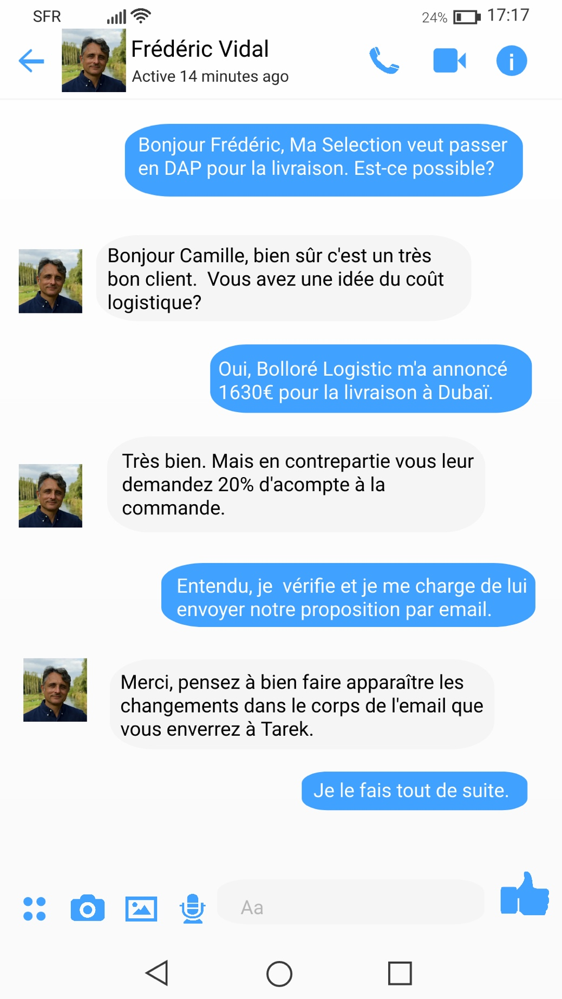 SFR
24% 17:17
Frédéric Vidal
Active 14 minutes ago
Bonjour Frédéric, Ma Selection veut passer
en DAP pour la livraison. Est-ce possible?
Bonjour Camille, bien sûr c'est un très
bon client.  Vous avez une idée du coût
logistique?
Oui, Bolloré Logistic m'a annoncé
1630€ pour la livraison à Dubaï.
Très bien. Mais en contrepartie vous leur
demandez 20% d'acompte à la
commande.
Entendu, je  vérifie et je me charge de lui
envoyer notre proposition par email.
Merci, pensez à bien faire apparaître les
changements dans le corps de l'email que
vous enverrez à Tarek.
Je le fais tout de suite.
Aa